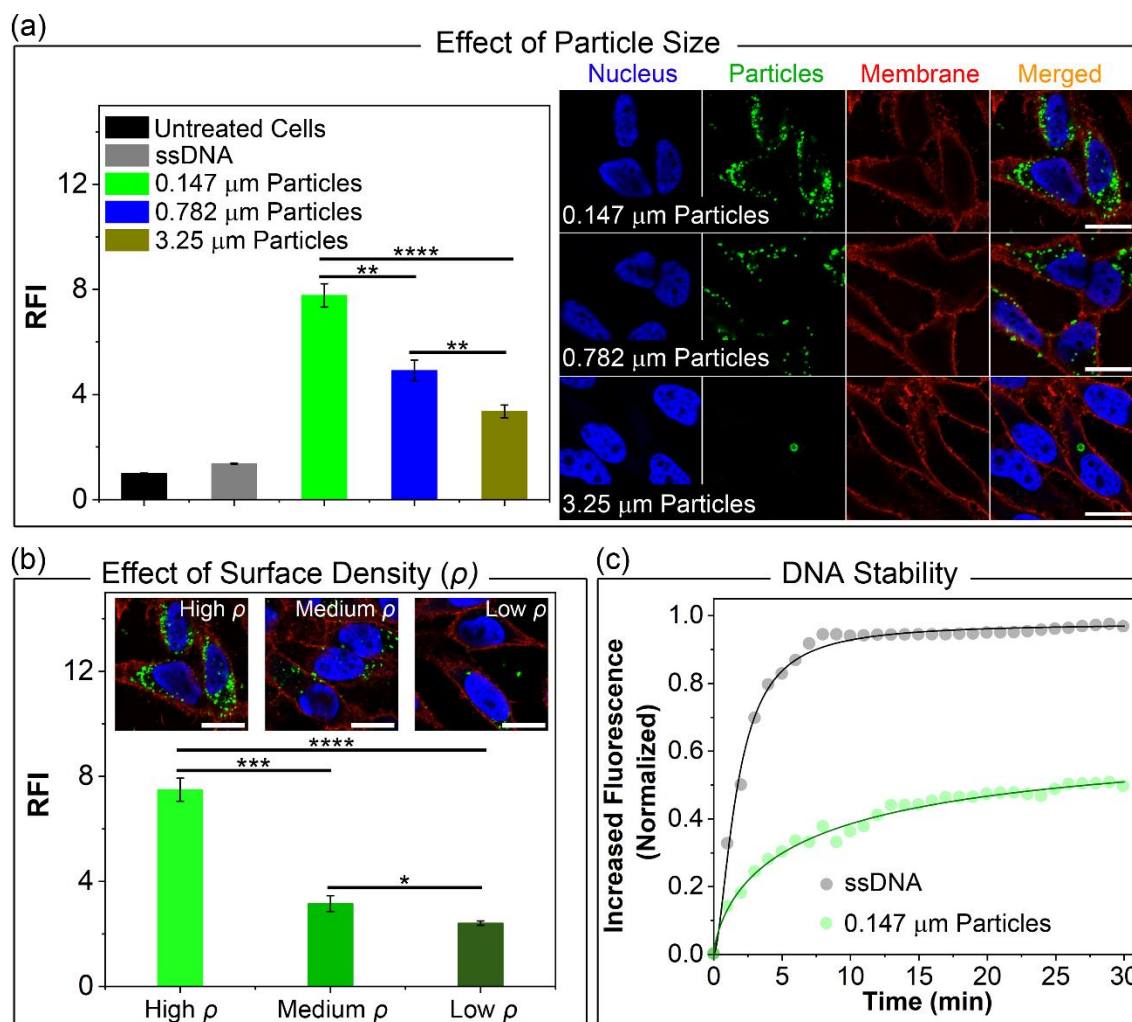 (a)
Effect of Particle Size
Untreated Cells
ssDNA
0.147 μm Particles
0.782 μm Particles
3.25 μm Particles
RFI
12
8
4
0
****
**
**
Nucleus Particles Membrane Merged
0.147 μm Particles
0.782 μm Particles
3.25 μm Particles
(b)
Effect of Surface Density (ρ)
High ρ Medium ρ Low ρ
RFI
12
8
4
0
****
***
*
High ρ Medium ρ Low ρ
(c)
DNA Stability
Increased Fluorescence
(Normalized)
1.0
0.8
0.6
0.4
0.2
0.0
ssDNA
0.147 μm Particles
0 5 10 15 20 25 30
Time (min)